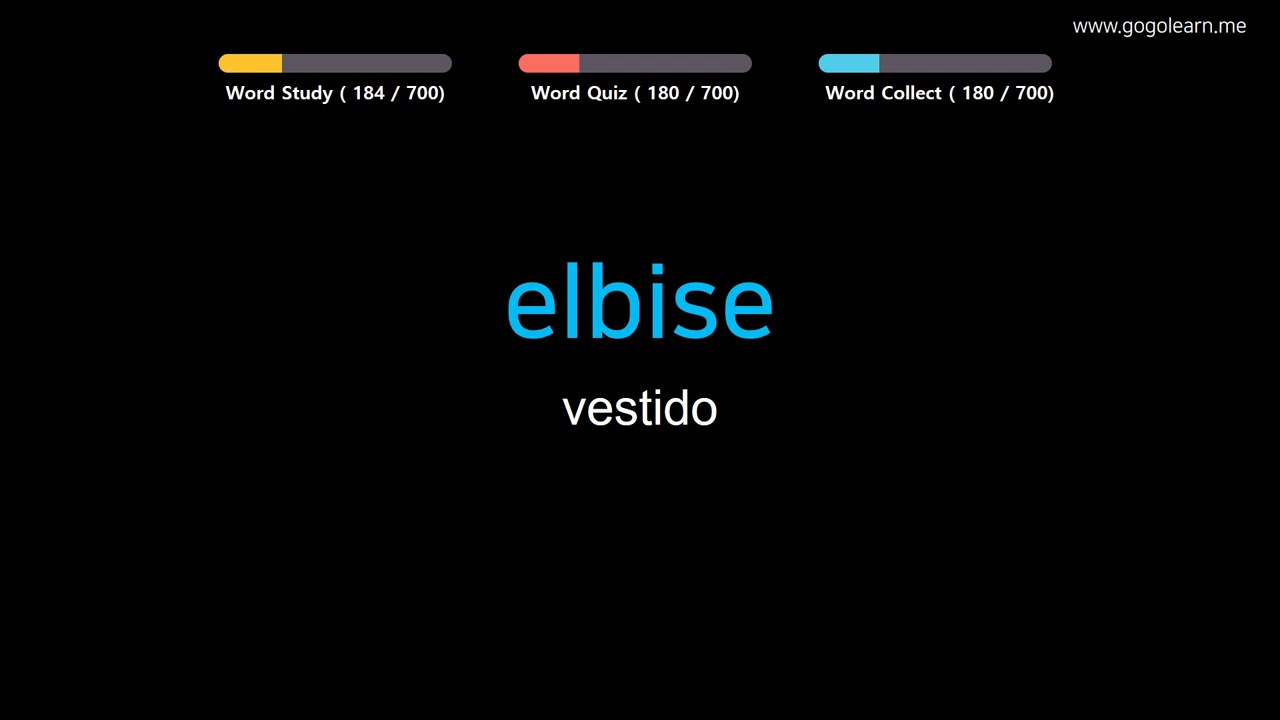 www.gogolearn.me
Word Study ( 184 / 700)
Word Quiz ( 180 / 700)
Word Collect ( 180 / 700)
elbise
vestido